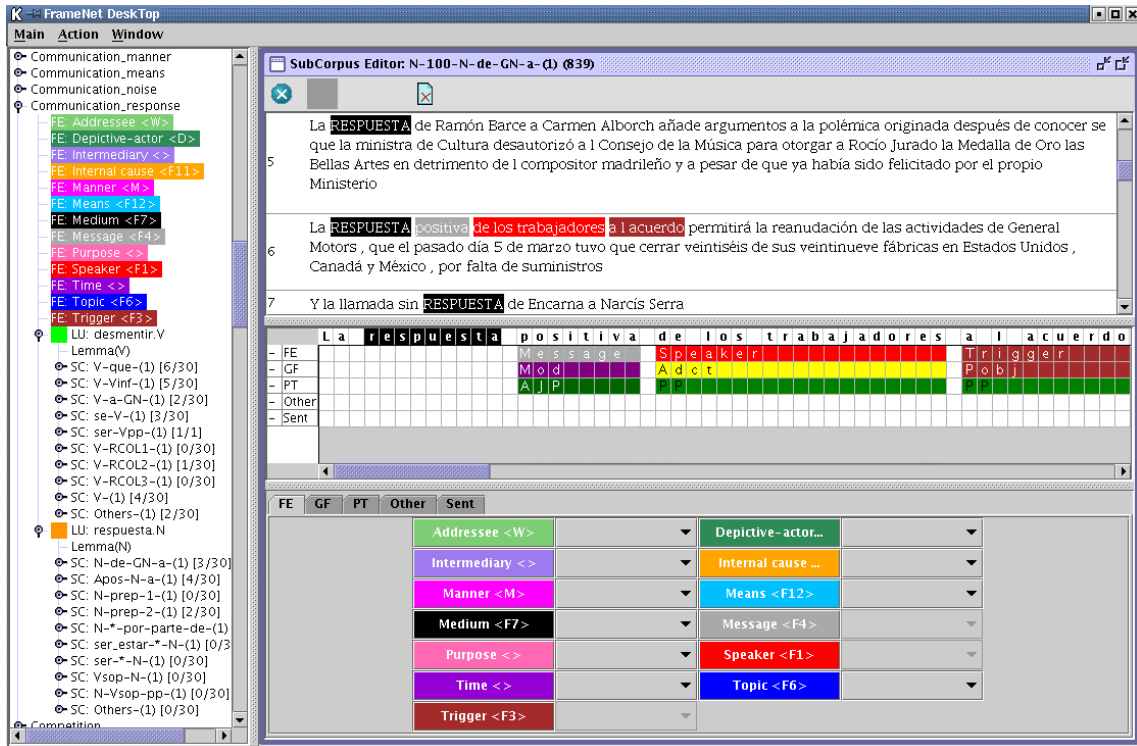 FrameNet DeskTop
Main Action Window
Communication_manner
Communication_means
Communication_noise
Communication_response
FE: Addressee <W>
FE: Depictive-actor <D>
FE: Intermediary <>
FE: Internal cause <F11>
FE: Manner <M>
FE: Means <F12>
FE: Medium <F7>
FE: Message <F4>
FE: Purpose <>
FE: Speaker <F1>
FE: Time <>
FE: Topic <F6>
FE: Trigger <F3>
LU: desmentir.V
Lemma(V)
SC: V-que-(1) [6/30]
SC: V-Vinf-(1) [5/30]
SC: V-a-GN-(1) [2/30]
SC: se-V-(1) [3/30]
SC: ser-Vpp-(1) [1/1]
SC: V-RCOL1-(1) [0/30]
SC: V-RCOL2-(1) [1/30]
SC: V-RCOL3-(1) [0/30]
SC: V-(1) [4/30]
SC: Others-(1) [2/30]
LU: respuesta.N
Lemma(N)
SC: N-de-GN-a-(1) [3/30]
SC: Apos-N-a-(1) [4/30]
SC: N-prep-1-(1) [0/30]
SC: N-prep-2-(1) [2/30]
SC: N-*-por-parte-de-(1)
SC: ser_estar-*-N-(1) [0/3
SC: ser-*-N-(1) [0/30]
SC: Vsop-N-(1) [0/30]
SC: N-Vsop-pp-(1) [0/30]
SC: Others-(1) [0/30]
Competition
SubCorpus Editor: N-100-N-de-GN-a-(1) (839)
La RESPUESTA de Ramón Barce a Carmen Alborch añade argumentos a la polémica originada después de conocer se
que la ministra de Cultura desautorizó a l Consejo de la Música para otorgar a Rocío Jurado la Medalla de Oro las
5
Bellas Artes en detrimento de l compositor madrileño y a pesar de que ya había sido felicitado por el propio
Ministerio
La RESPUESTA positiva de los trabajadores a l acuerdo permitirá la reanudación de las actividades de General
6 Motors , que el pasado día 5 de marzo tuvo que cerrar veintiséis de sus veintinueve fábricas en Estados Unidos ,
Canadá y México , por falta de suministros
7 Y la llamada sin RESPUESTA de Encarna a Narcís Serra
La respuesta positiva de los trabajadores a l acuerdo
- FE Message Speaker Trigger
- GF Mod Adct Pobj
- PT AJP PP PP
- Other
- Sent
FE GF PT Other Sent
Addressee <W> Depictive-actor...
Intermediary <> Internal cause ...
Manner <M> Means <F12>
Medium <F7> Message <F4>
Purpose <> Speaker <F1>
Time <> Topic <F6>
Trigger <F3>